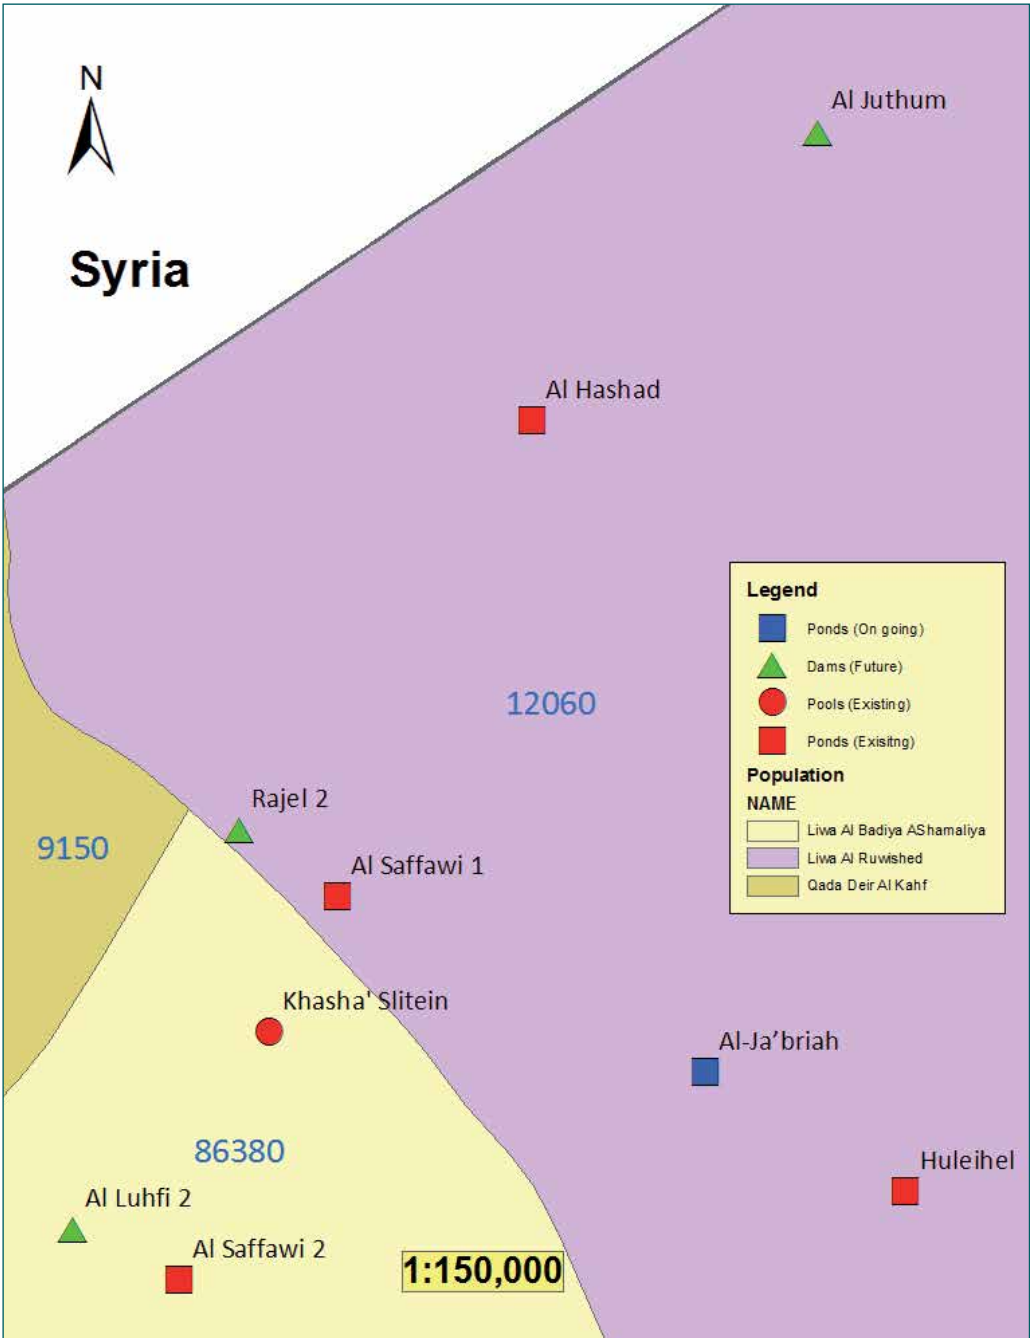 N
Al Juthum
Syria
Al Hashad
Legend
Ponds (On going)
Dams (Future)
Pools (Existing)
Ponds (Exisitng)
Population
NAME
Liwa Al Badiya AShamaliya
Liwa Al Ruwished
Qada Deir Al Kahf
12060
Rajel 2
9150
Al Saffawi 1
Khasha' Slitein
Al-Ja’briah
86380
Huleihel
Al Luhfi 2
Al Saffawi 2
1:150,000